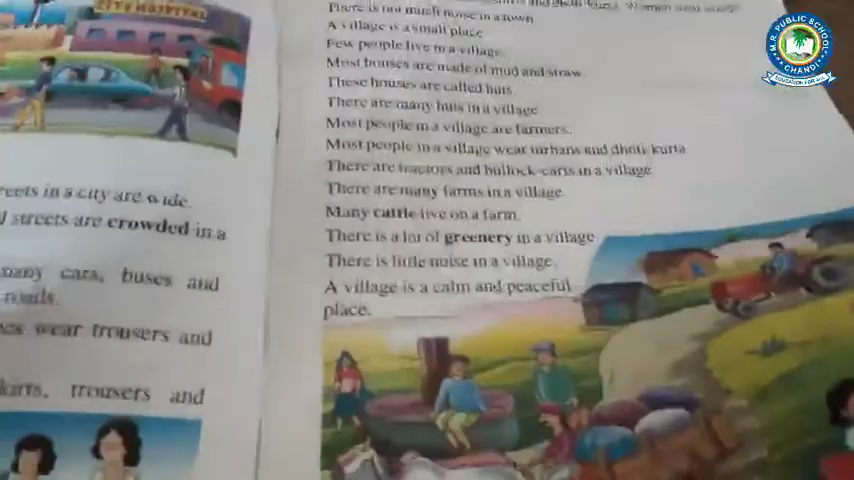 CITY HOSPITAL
streets in a city are wide.
streets are crowded in a
many cars, buses and
roads.
wear trousers and
skirts, trousers and
There is not much noise in a town
A village is a small place
Few people live in a village.
Most houses are made of mud and straw.
These houses are called huts.
There are many huts in a village
Most people in a village are farmers.
Most people in a village wear turbans and dhoti-kurta
There are tractors and bullock-carts in a village
There are many farms in a village.
Many cattle live on a farm.
There is a lot of greenery in a village
There is little noise in a village.
A village is a calm and peaceful
place.
M.R. PUBLIC SCHOOL
CHANDI
EDUCATION FOR ALL